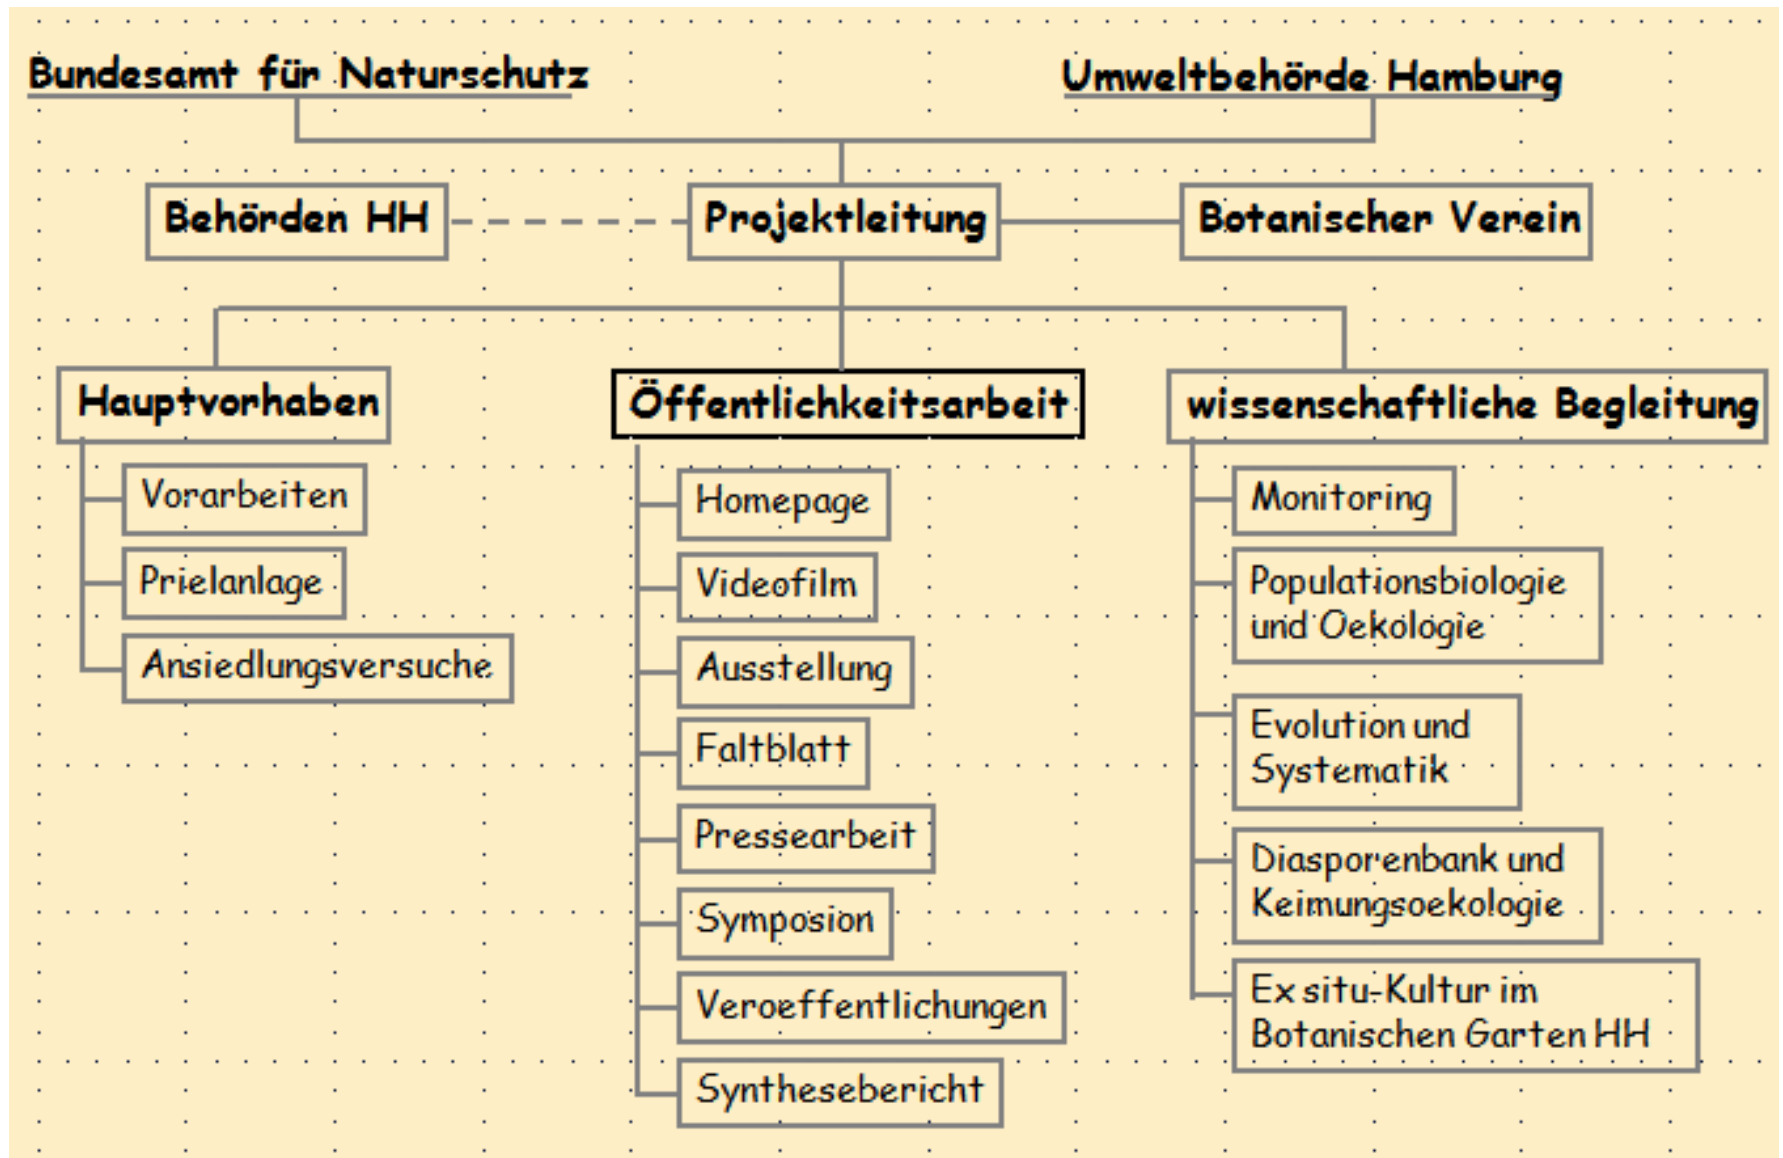 Bundesamt für Naturschutz
Umweltbehörde Hamburg
Behörden HH
Projektleitung
Botanischer Verein
Hauptvorhaben
Vorarbeiten
Prielanlage
Ansiedlungsversuche
Öffentlichkeitsarbeit
Homepage
Videofilm
Ausstellung
Faltblatt
Pressearbeit
Symposion
Veroeffentlichungen
Synthesebericht
wissenschaftliche Begleitung
Monitoring
Populationsbiologie
und Oekologie
Evolution und
Systematik
Diasporenbank und
Keimungsoekologie
Ex situ-Kultur im
Botanischen Garten HH